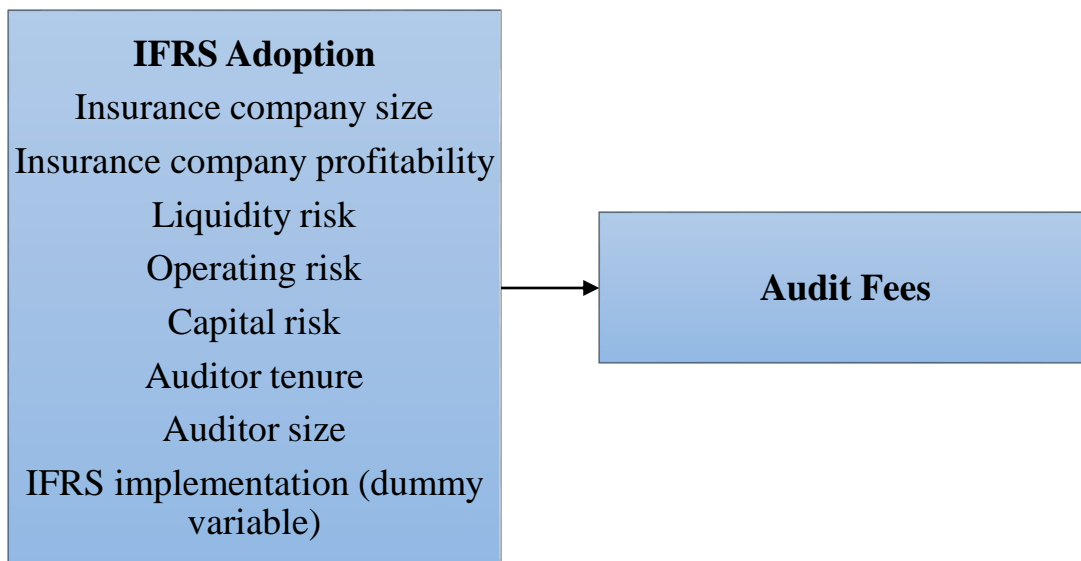 IFRS Adoption
Insurance company size
Insurance company profitability
Liquidity risk
Operating risk
Capital risk
Auditor tenure
Auditor size
IFRS implementation (dummy
variable)
Audit Fees